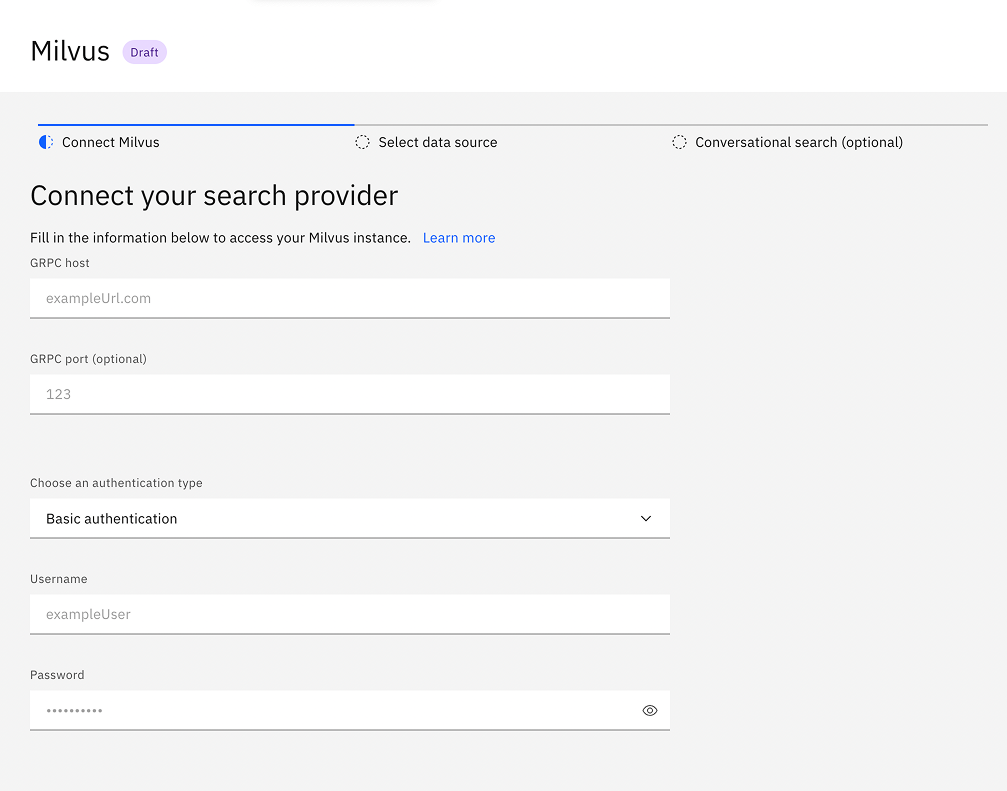 Milvus Draft
Connect Milvus Select data source Conversational search (optional)
Connect your search provider
Fill in the information below to access your Milvus instance. Learn more
GRPC host
exampleUrl.com
GRPC port (optional)
123
Choose an authentication type
Basic authentication
Username
exampleUser
Password
••••••••••